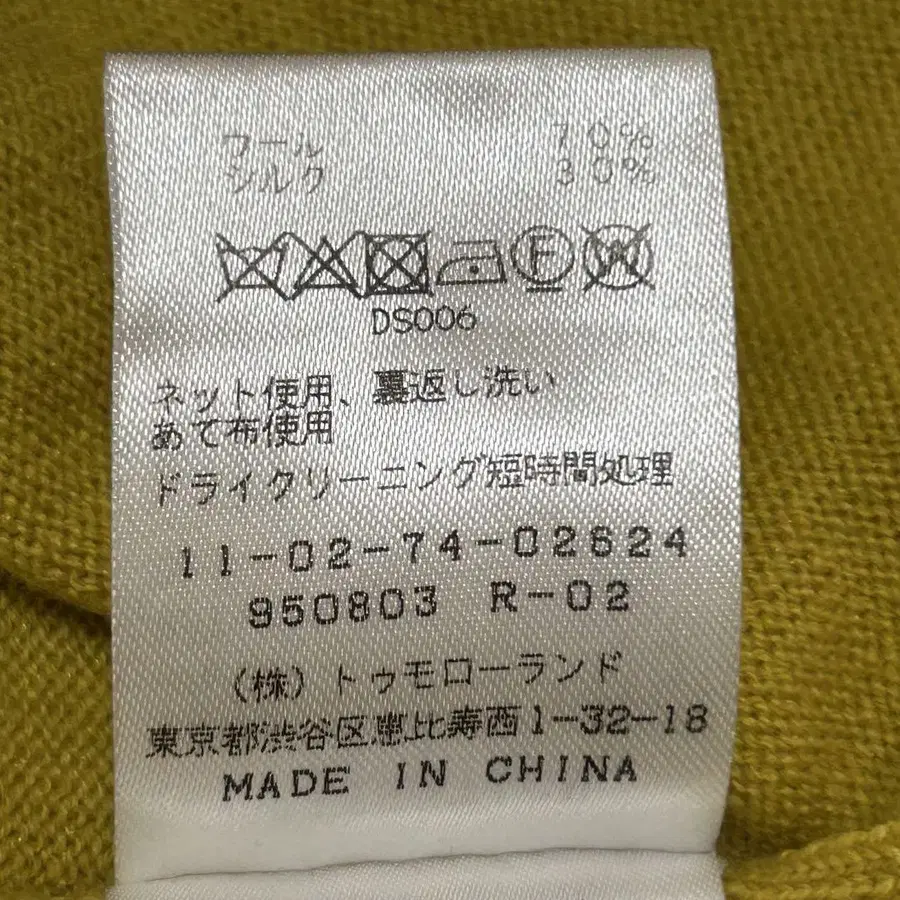 ウール 70%
シルク 30%
F W
DS006
ネット使用、裏返し洗い
あて布使用
ドライクリーニング短時間処理
11-02-74-02624
950803 R-02
(株)トゥモローランド
東京都渋谷区恵比寿西1-32-18
MADE IN CHINA